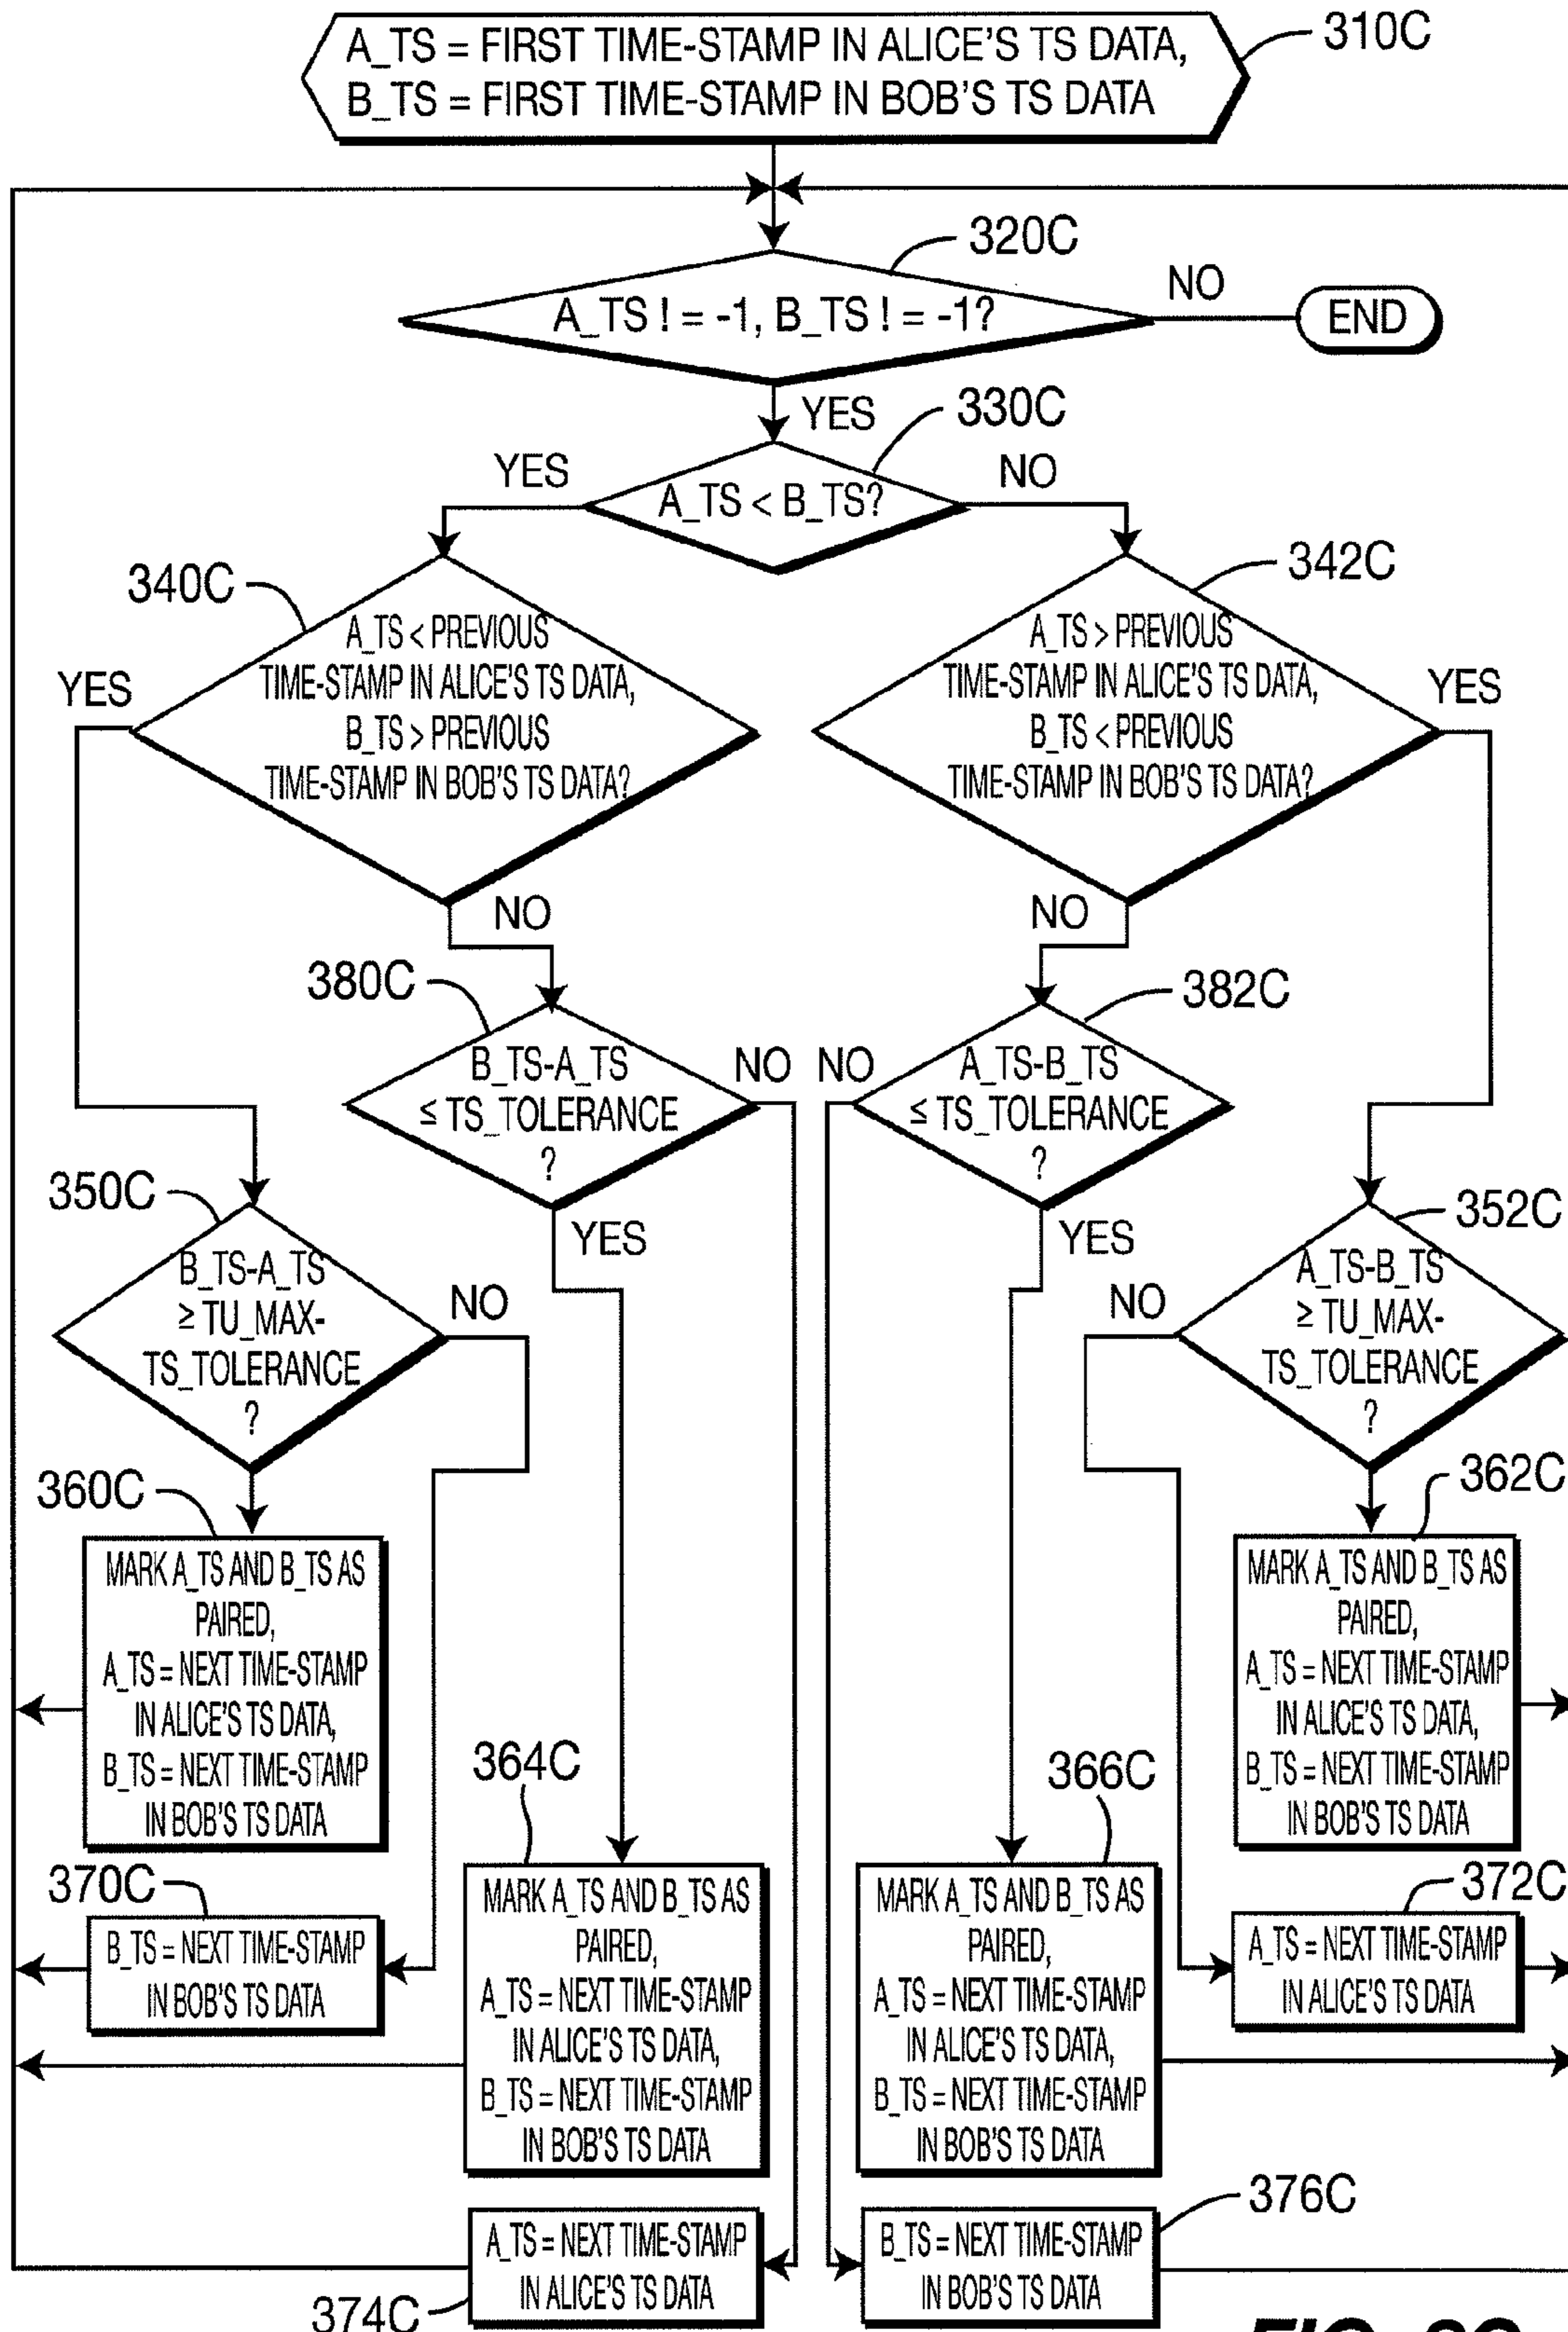 A_TS = FIRST TIME-STAMP IN ALICE'S TS DATA,
B_TS = FIRST TIME-STAMP IN BOB'S TS DATA
310C
320C
A_TS ! = -1, B_TS ! = -1?
NO
END
YES
330C
YES
A_TS < B_TS?
NO
340C
A_TS < PREVIOUS
TIME-STAMP IN ALICE'S TS DATA,
B_TS > PREVIOUS
TIME-STAMP IN BOB'S TS DATA?
YES
NO
342C
A_TS > PREVIOUS
TIME-STAMP IN ALICE'S TS DATA,
B_TS < PREVIOUS
TIME-STAMP IN BOB'S TS DATA?
YES
NO
380C
B_TS-A_TS
≤ TS_TOLERANCE
?
NO
YES
382C
NO
A_TS-B_TS
≤ TS_TOLERANCE
?
YES
350C
B_TS-A_TS
≥ TU_MAX-
TS_TOLERANCE
?
NO
352C
A_TS-B_TS
≥ TU_MAX-
TS_TOLERANCE
?
NO
360C
MARK A_TS AND B_TS AS
PAIRED,
A_TS = NEXT TIME-STAMP
IN ALICE'S TS DATA,
B_TS = NEXT TIME-STAMP
IN BOB'S TS DATA
362C
MARK A_TS AND B_TS AS
PAIRED,
A_TS = NEXT TIME-STAMP
IN ALICE'S TS DATA,
B_TS = NEXT TIME-STAMP
IN BOB'S TS DATA
364C
MARK A_TS AND B_TS AS
PAIRED,
A_TS = NEXT TIME-STAMP
IN ALICE'S TS DATA,
B_TS = NEXT TIME-STAMP
IN BOB'S TS DATA
366C
MARK A_TS AND B_TS AS
PAIRED,
A_TS = NEXT TIME-STAMP
IN ALICE'S TS DATA,
B_TS = NEXT TIME-STAMP
IN BOB'S TS DATA
370C
B_TS = NEXT TIME-STAMP
IN BOB'S TS DATA
372C
A_TS = NEXT TIME-STAMP
IN ALICE'S TS DATA
374C
A_TS = NEXT TIME-STAMP
IN ALICE'S TS DATA
376C
B_TS = NEXT TIME-STAMP
IN BOB'S TS DATA